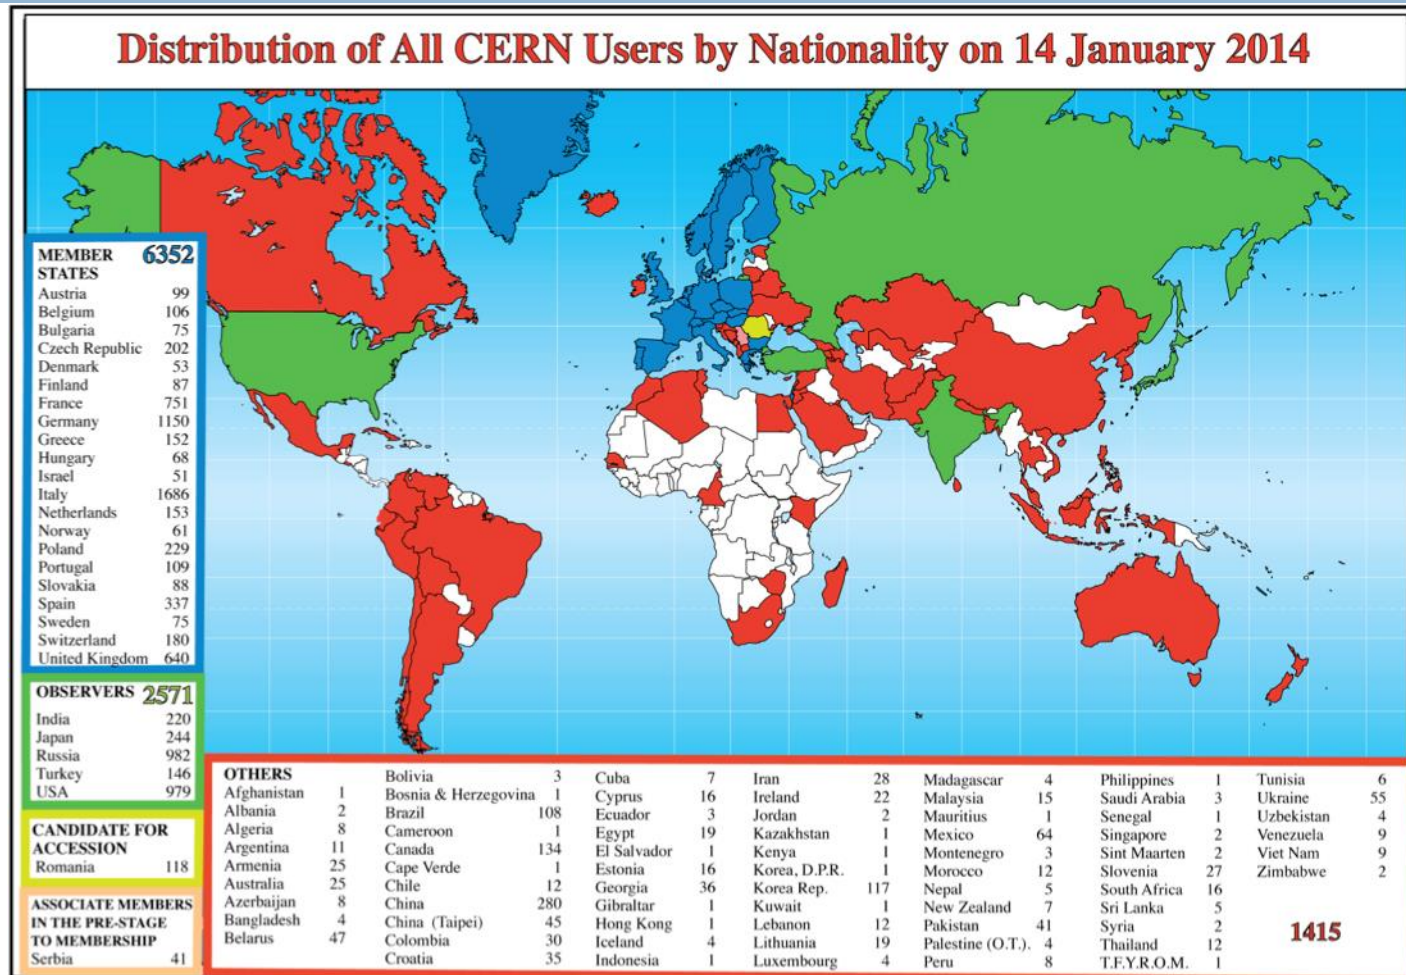 Distribution of All CERN Users by Nationality on 14 January 2014
MEMBER STATES 6352
Austria 99
Belgium 106
Bulgaria 75
Czech Republic 202
Denmark 53
Finland 87
France 751
Germany 1150
Greece 152
Hungary 68
Israel 51
Italy 1686
Netherlands 153
Norway 61
Poland 229
Portugal 109
Slovakia 88
Spain 337
Sweden 75
Switzerland 180
United Kingdom 640
OBSERVERS 2571
India 220
Japan 244
Russia 982
Turkey 146
USA 979
CANDIDATE FOR
ACCESSION
Romania 118
ASSOCIATE MEMBERS
IN THE PRE-STAGE
TO MEMBERSHIP
Serbia 41
OTHERS
Afghanistan 1
Albania 2
Algeria 8
Argentina 11
Armenia 25
Australia 25
Azerbaijan 8
Bangladesh 4
Belarus 47
Bolivia 3
Bosnia & Herzegovina 1
Brazil 108
Cameroon 1
Canada 134
Cape Verde 1
Chile 12
China 280
China (Taipei) 45
Colombia 30
Croatia 35
Cuba 7
Cyprus 16
Ecuador 3
Egypt 19
El Salvador 1
Estonia 16
Georgia 36
Gibraltar 1
Hong Kong 1
Iceland 4
Indonesia 1
Iran 28
Ireland 22
Jordan 2
Kazakhstan 1
Kenya 1
Korea, D.P.R. 1
Korea Rep. 117
Kuwait 1
Lebanon 12
Lithuania 19
Luxembourg 4
Madagascar 4
Malaysia 15
Mauritius 1
Mexico 64
Montenegro 3
Morocco 12
Nepal 5
New Zealand 7
Pakistan 41
Palestine (O.T.). 4
Peru 8
Philippines 1
Saudi Arabia 3
Senegal 1
Singapore 2
Sint Maarten 2
Slovenia 27
South Africa 16
Sri Lanka 5
Syria 2
Thailand 12
T.F.Y.R.O.M. 1
Tunisia 6
Ukraine 55
Uzbekistan 4
Venezuela 9
Viet Nam 9
Zimbabwe 2
1415